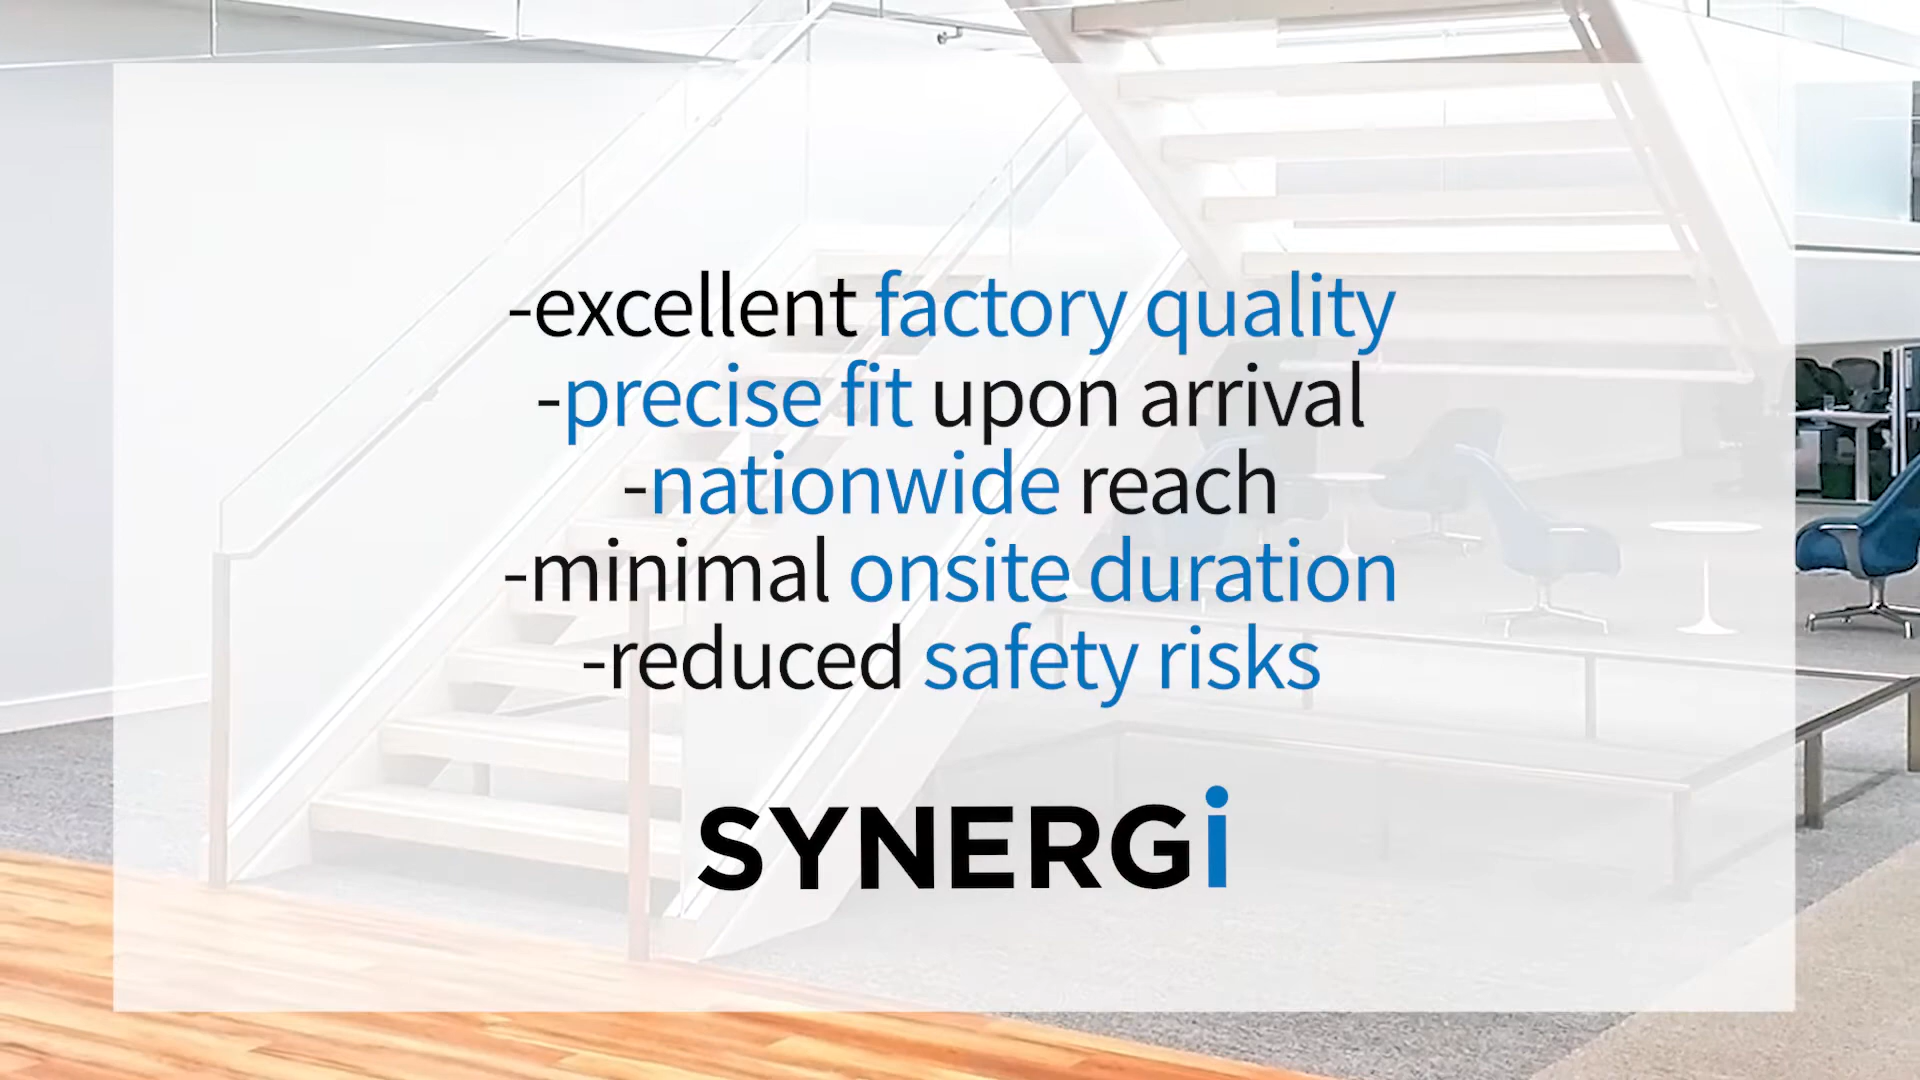 -excellent factory quality
-precise fit upon arrival
-nationwide reach
-minimal onsite duration
-reduced safety risks
SYNERGi